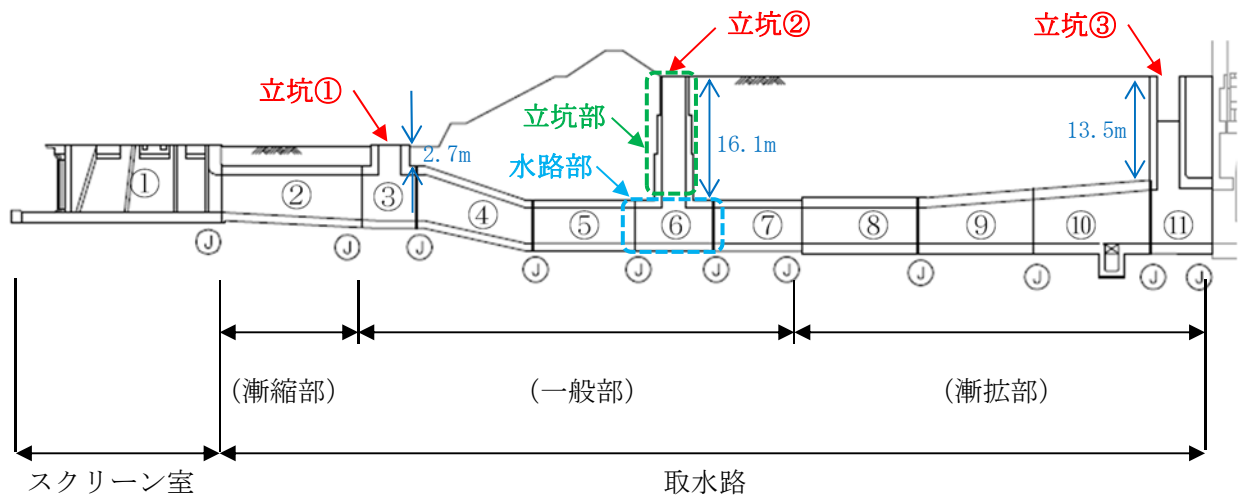 立坑②
立坑③
立坑①
立坑部
2.7m
16.1m
13.5m
水路部
①
②
③
④
⑤
⑥
⑦
⑧
⑨
⑩
⑪
J
J
J
J
J
J
J
J
J
J
J
(漸縮部)
(一般部)
(漸拡部)
スクリーン室
取水路